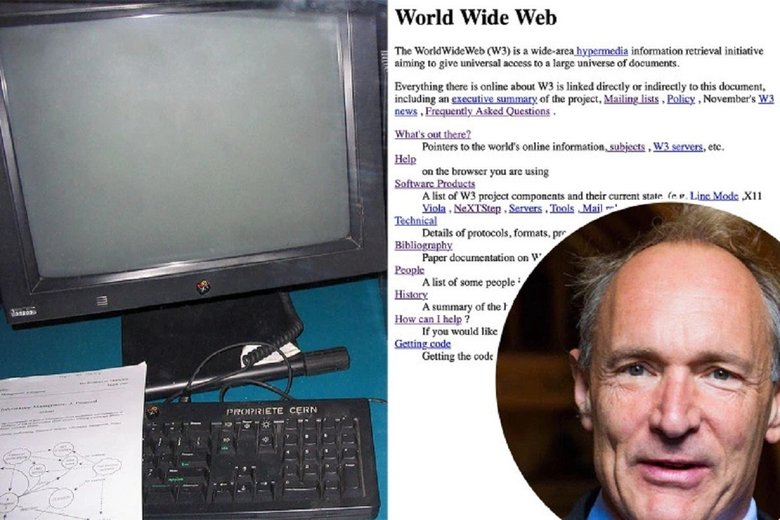 World Wide Web
The WorldWideWeb (W3) is a wide-area hypermedia information retrieval initiative
aiming to give universal access to a large universe of documents.
Everything there is online about W3 is linked directly or indirectly to this document,
including an executive summary of the project, Mailing lists , Policy , November's W3
news , Frequently Asked Questions .
What's out there?
Pointers to the world's online information, subjects , W3 servers, etc.
Help
on the browser you are using
Software Products
A list of W3 project components and their current state. (e.g. Line Mode ,X11
Viola , NeXTStep , Servers , Tools , Mail
Technical
Details of protocols, formats,
Bibliography
Paper documentation on
People
A list of some people
History
A summary of the
How can I help ?
If you would like
Getting code
Getting the code
Information Management: A Proposal
PROPRIETE CERN